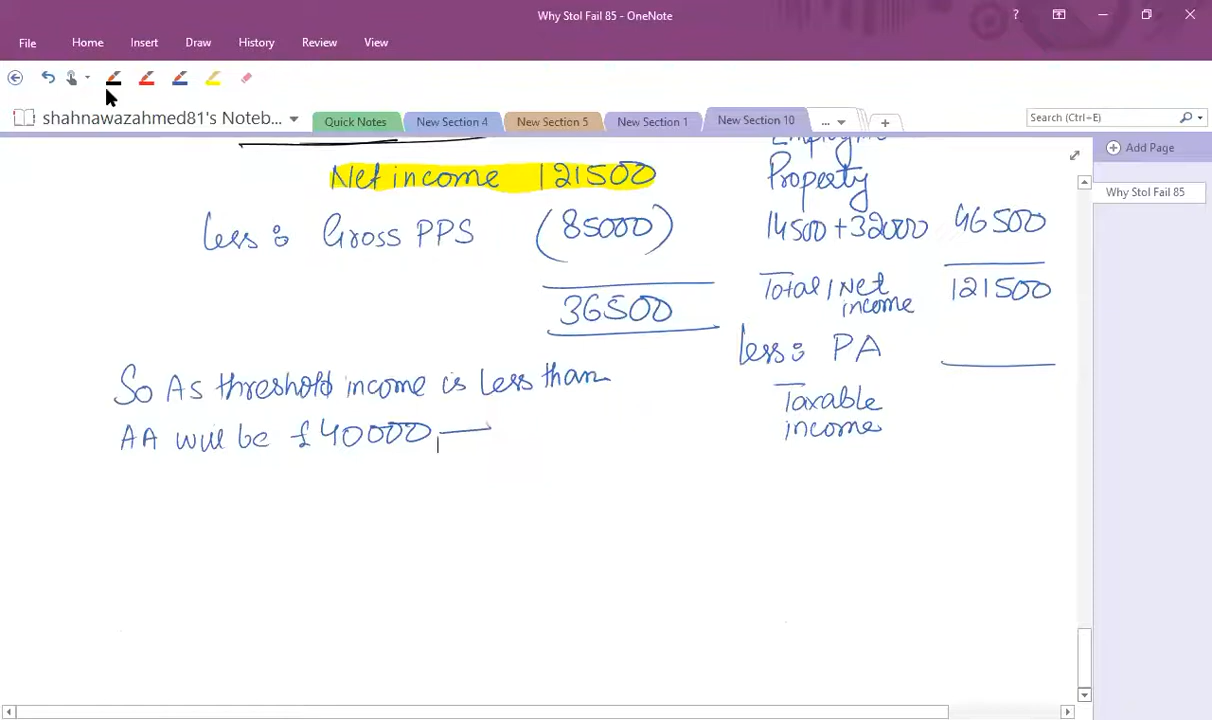 Why Stol Fail 85 - OneNote
?
File
Home
Insert
Draw
History
Review
View
shahnawazahmed81's Noteb...
Quick Notes
New Section 4
New Section 5
New Section 1
New Section 10
...
Search (Ctrl+E)
Add Page
Why Stol Fail 85
Net income 121500
less: Gross PPS (85000)
36500
So As threshold income is less than
AA will be £40000,
Employme
Property
14500+32000 46500
Total/Net
income 121500
less: PA
Taxable
income